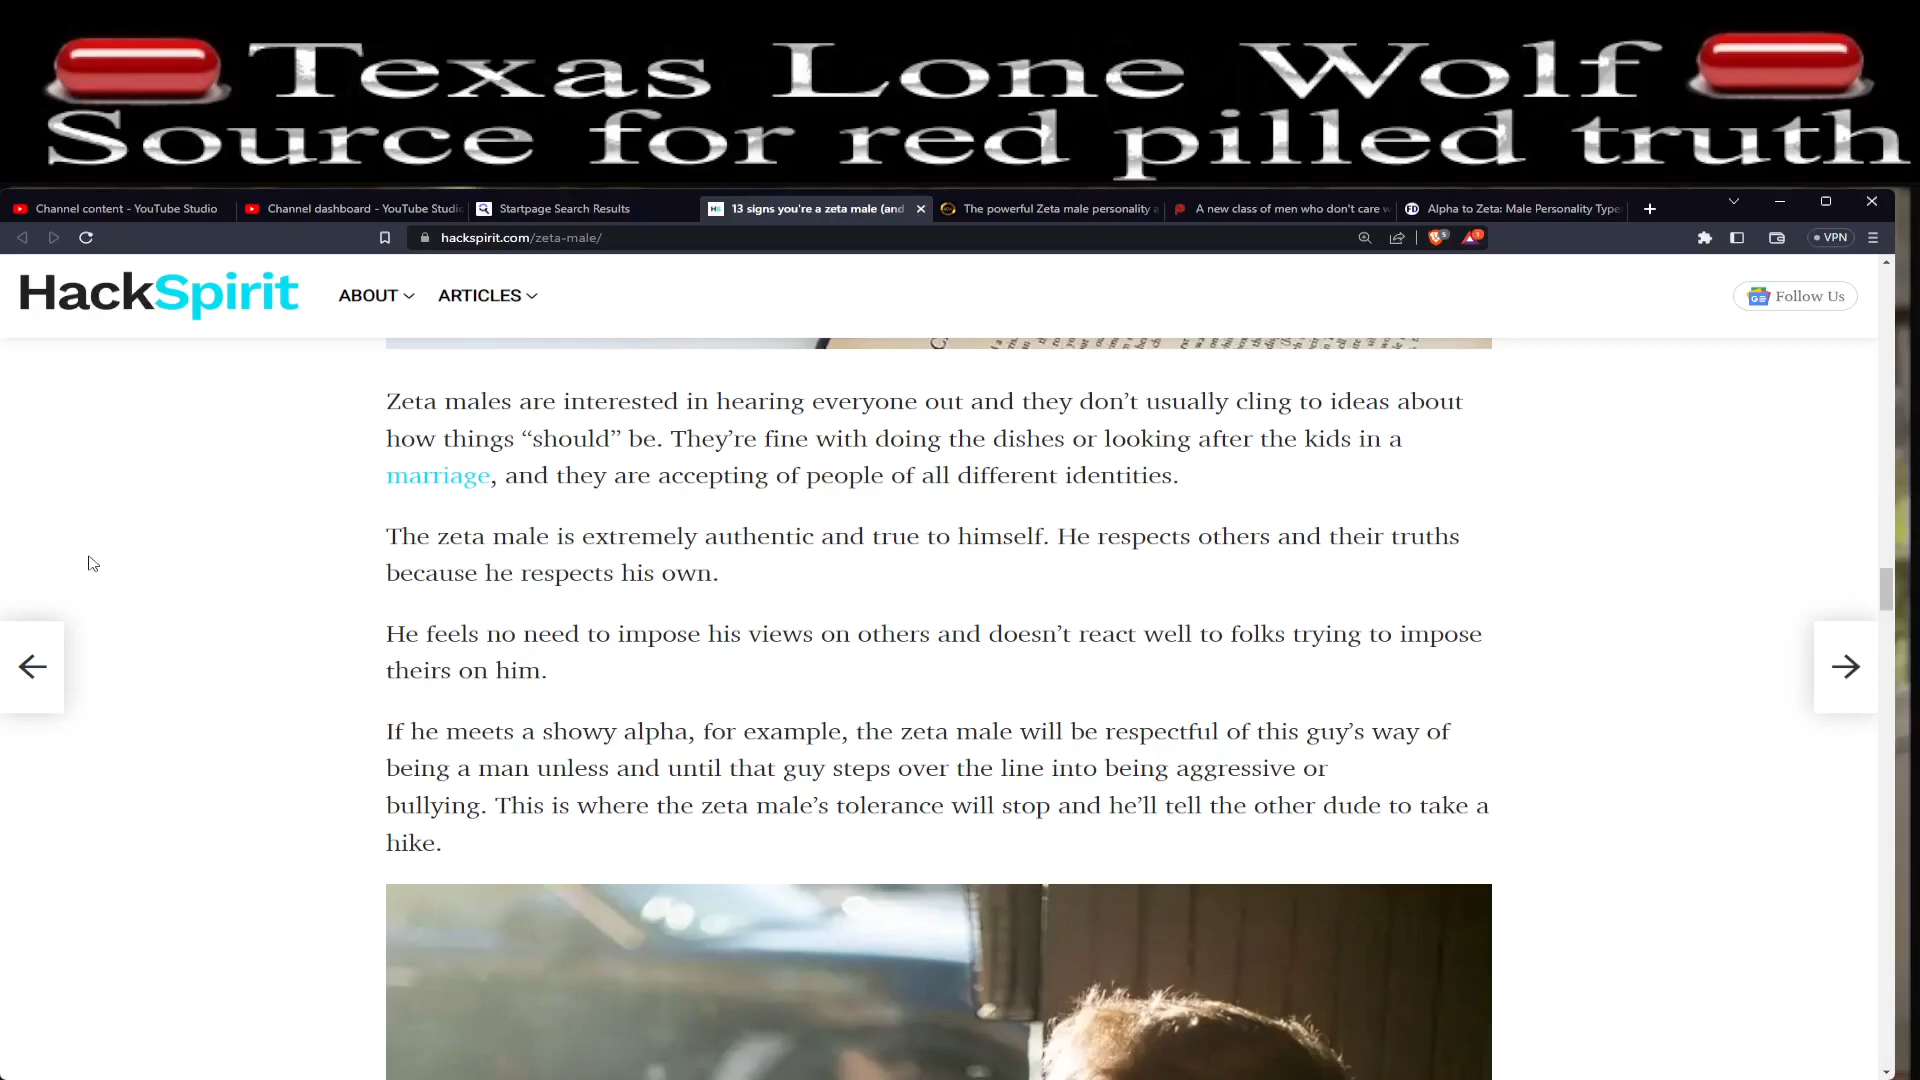 Texas Lone Wolf
Source for red pilled truth
Channel content - YouTube Studio
Channel dashboard - YouTube Studio
Startpage Search Results
13 signs you're a zeta male (and
The powerful Zeta male personality a
A new class of men who don't care w
Alpha to Zeta: Male Personality Type
hackspirit.com/zeta-male/
VPN
HackSpirit
ABOUT
ARTICLES
Follow Us
Zeta males are interested in hearing everyone out and they don’t usually cling to ideas about
how things “should” be. They’re fine with doing the dishes or looking after the kids in a
marriage, and they are accepting of people of all different identities.
The zeta male is extremely authentic and true to himself. He respects others and their truths
because he respects his own.
He feels no need to impose his views on others and doesn’t react well to folks trying to impose
theirs on him.
If he meets a showy alpha, for example, the zeta male will be respectful of this guy’s way of
being a man unless and until that guy steps over the line into being aggressive or
bullying. This is where the zeta male’s tolerance will stop and he’ll tell the other dude to take a
hike.